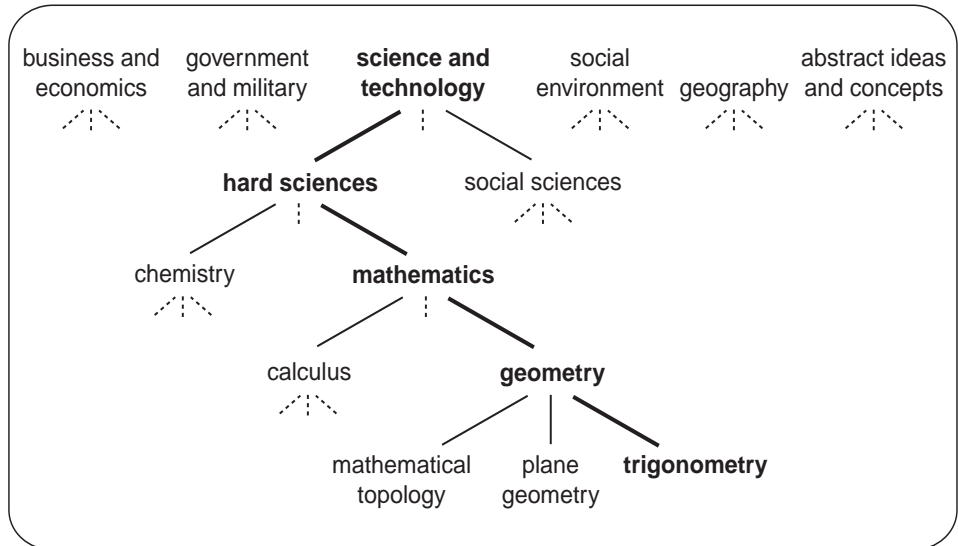 business and
economics
government
and military
science and
technology
social
environment
geography
abstract ideas
and concepts
hard sciences
social sciences
chemistry
mathematics
calculus
geometry
mathematical
topology
plane
geometry
trigonometry